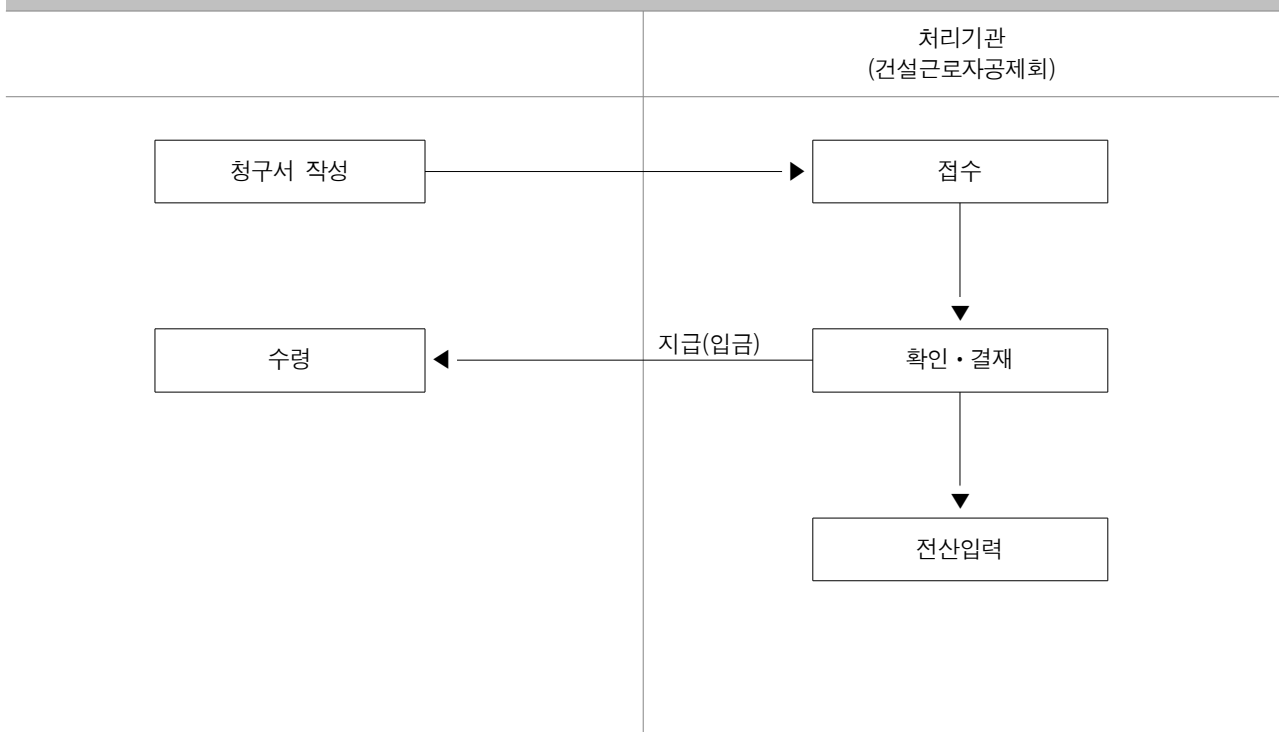 처리기관
(건설근로자공제회)
청구서 작성
접수
수령
지급(입금)
확인・결재
전산입력